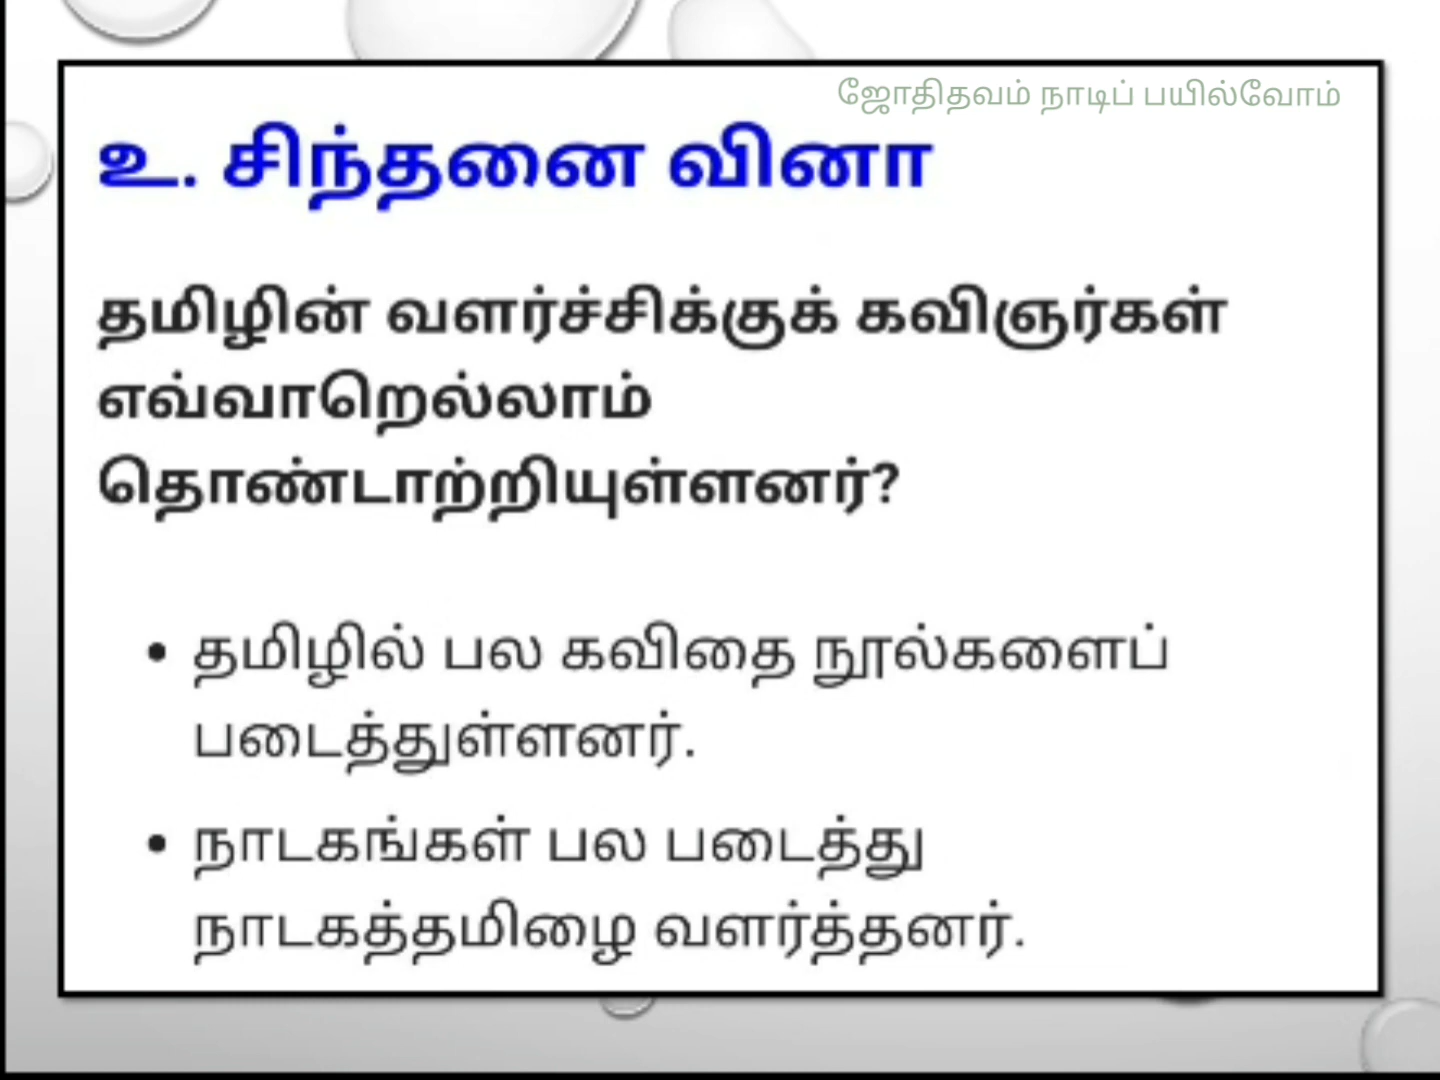 ஜோதிதவம் நாடிப் பயில்வோம்
உ. சிந்தனை வினா
தமிழின் வளர்ச்சிக்குக் கவிஞர்கள்
எவ்வாறெல்லாம்
தொண்டாற்றியுள்ளனர்?
• தமிழில் பல கவிதை நூல்களைப்
படைத்துள்ளனர்.
• நாடகங்கள் பல படைத்து
நாடகத்தமிழை வளர்த்தனர்.